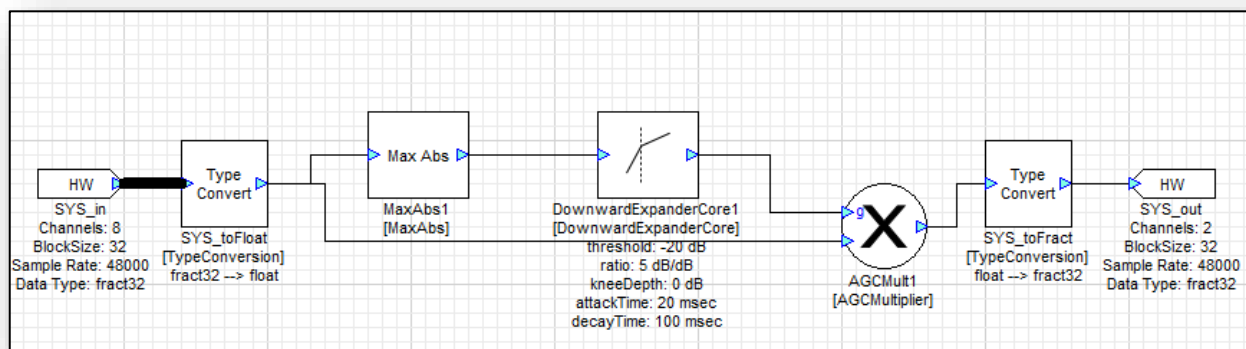 HW
SYS_in
Channels: 8
BlockSize: 32
Sample Rate: 48000
Data Type: fract32
Type
Convert
SYS_toFloat
[TypeConversion]
fract32 --> float
Max Abs
MaxAbs1
[MaxAbs]
DownwardExpanderCore1
[DownwardExpanderCore]
threshold: -20 dB
ratio: 5 dB/dB
kneeDepth: 0 dB
attackTime: 20 msec
decayTime: 100 msec
g
X
AGCMult1
[AGCMultiplier]
Type
Convert
SYS_toFract
[TypeConversion]
float --> fract32
HW
SYS_out
Channels: 2
BlockSize: 32
Sample Rate: 48000
Data Type: fract32